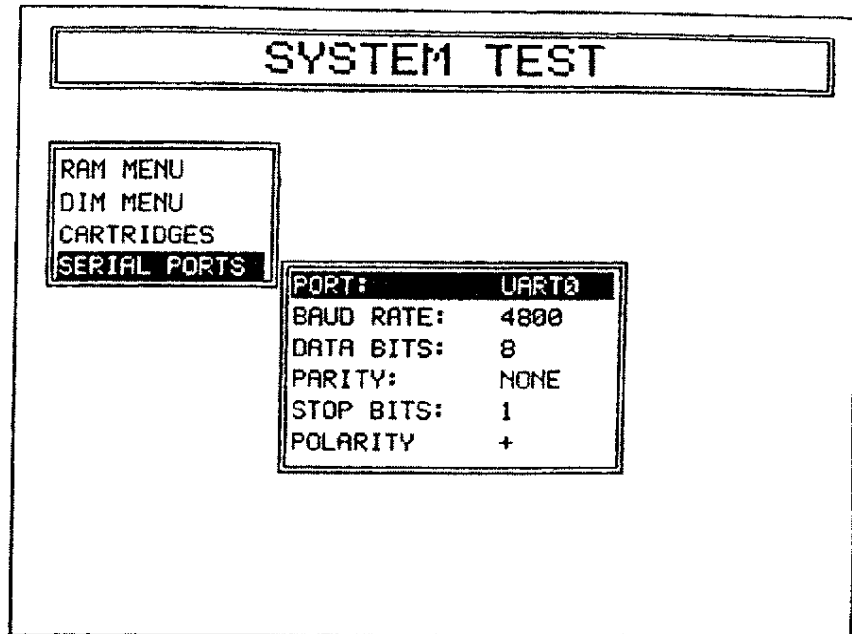 SYSTEM TEST
RAM MENU
DIM MENU
CARTRIDGES
SERIAL PORTS
PORT: UART0
BAUD RATE: 4800
DATA BITS: 8
PARITY: NONE
STOP BITS: 1
POLARITY +